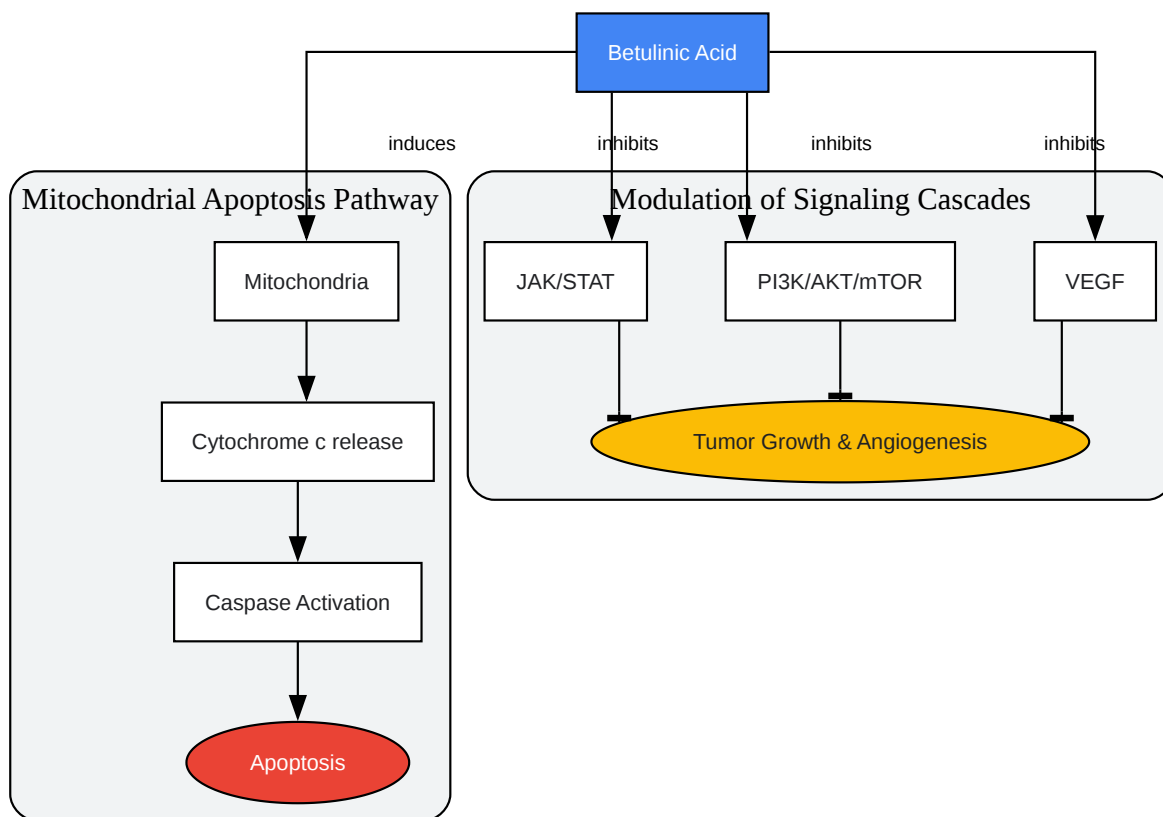 Betulinic Acid
induces
inhibits
inhibits
inhibits
Mitochondrial Apoptosis Pathway
Modulation of Signaling Cascades
Mitochondria
JAK/STAT
PI3K/AKT/mTOR
VEGF
Cytochrome c release
Tumor Growth & Angiogenesis
Caspase Activation
Apoptosis